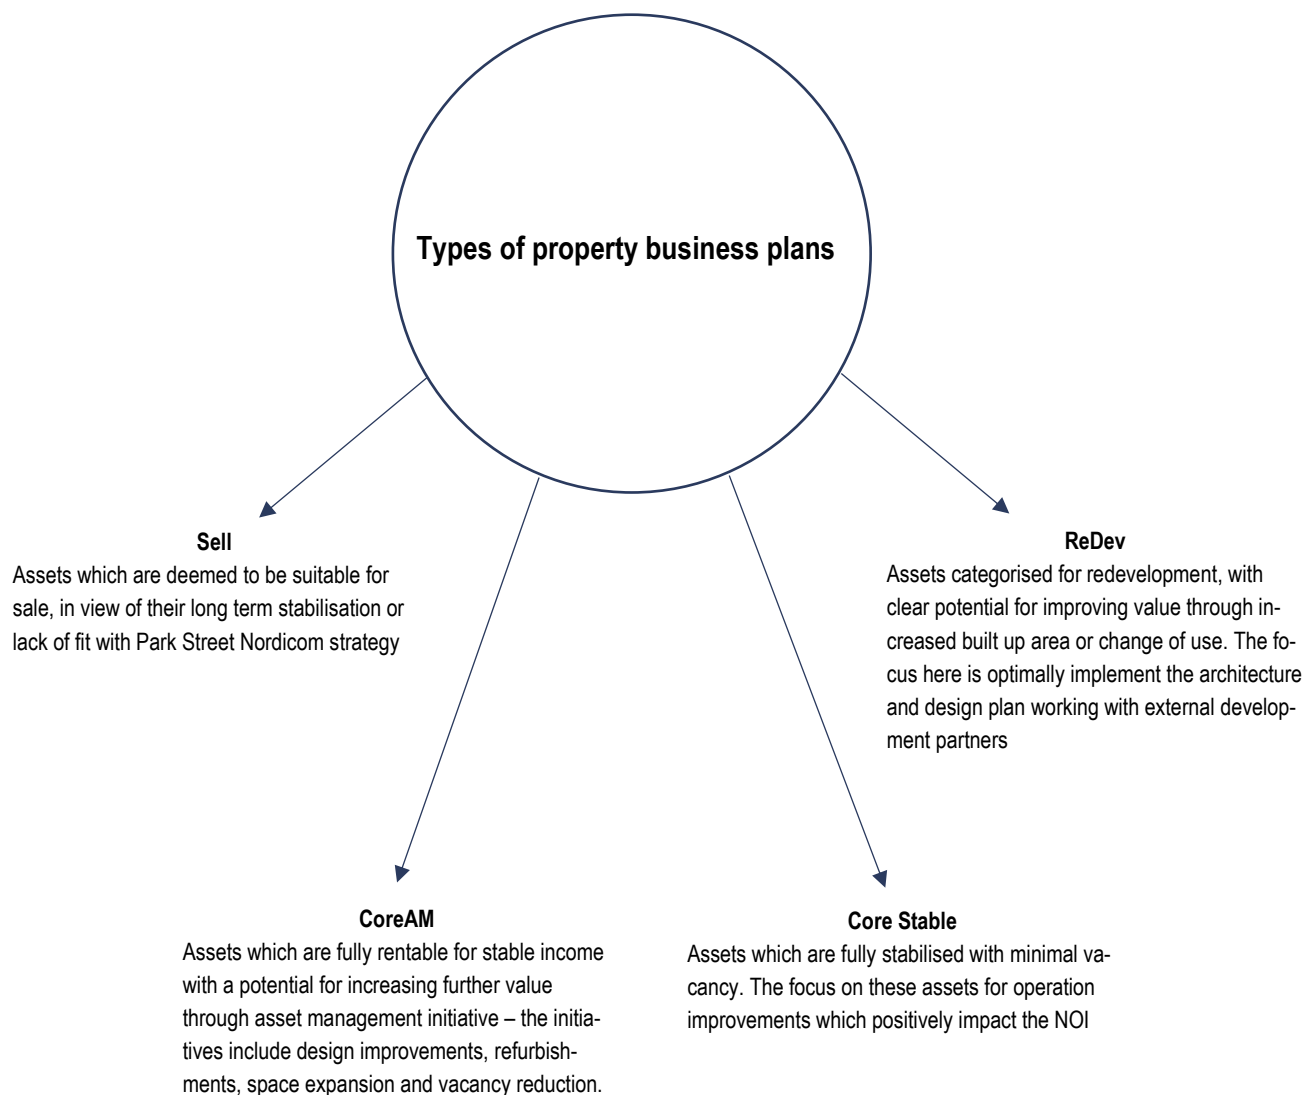 Types of property business plans
Sell
Assets which are deemed to be suitable for
sale, in view of their long term stabilisation or
lack of fit with Park Street Nordicom strategy
ReDev
Assets categorised for redevelopment, with
clear potential for improving value through in-
creased built up area or change of use. The fo-
cus here is optimally implement the architecture
and design plan working with external develop-
ment partners
CoreAM
Assets which are fully rentable for stable income
with a potential for increasing further value
through asset management initiative – the initia-
tives include design improvements, refurbish-
ments, space expansion and vacancy reduction.
Core Stable
Assets which are fully stabilised with minimal va-
cancy. The focus on these assets for operation
improvements which positively impact the NOI